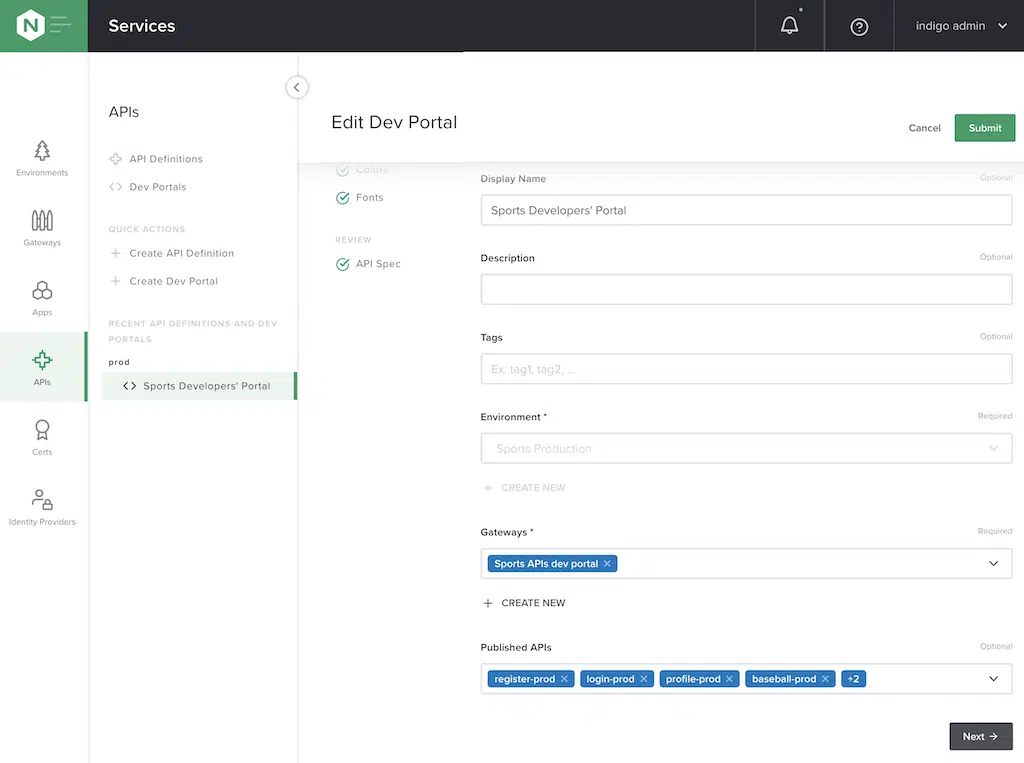 N
Services
indigo admin
Environments
Gateways
Apps
APIs
Certs
Identity Providers
APIs
API Definitions
Dev Portals
QUICK ACTIONS
Create API Definition
Create Dev Portal
RECENT API DEFINITIONS AND DEV
PORTALS
prod
Sports Developers' Portal
Edit Dev Portal
Cancel
Submit
Colors
Fonts
REVIEW
API Spec
Display Name Optional
Sports Developers' Portal
Description Optional
Tags Optional
Ex: tag1, tag2, ...
Environment * Required
Sports Production
+ CREATE NEW
Gateways * Required
Sports APIs dev portal ×
+ CREATE NEW
Published APIs Optional
register-prod × login-prod × profile-prod × baseball-prod × +2
Next →